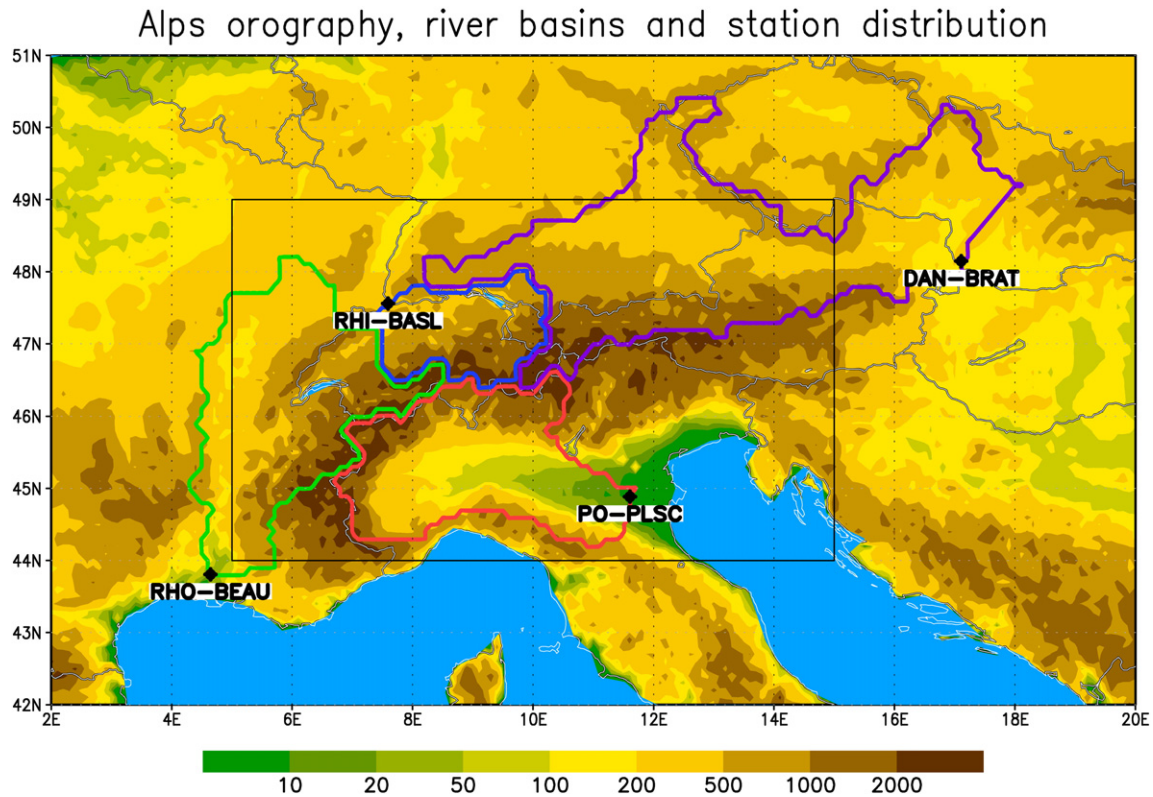 Alps orography, river basins and station distribution
51N
50N
49N
48N
47N
46N
45N
44N
43N
42N
DAN-BRAT
RHI-BASL
PO-PLSC
RHO-BEAU
2E 4E 6E 8E 10E 12E 14E 16E 18E 20E
10 20 50 100 200 500 1000 2000